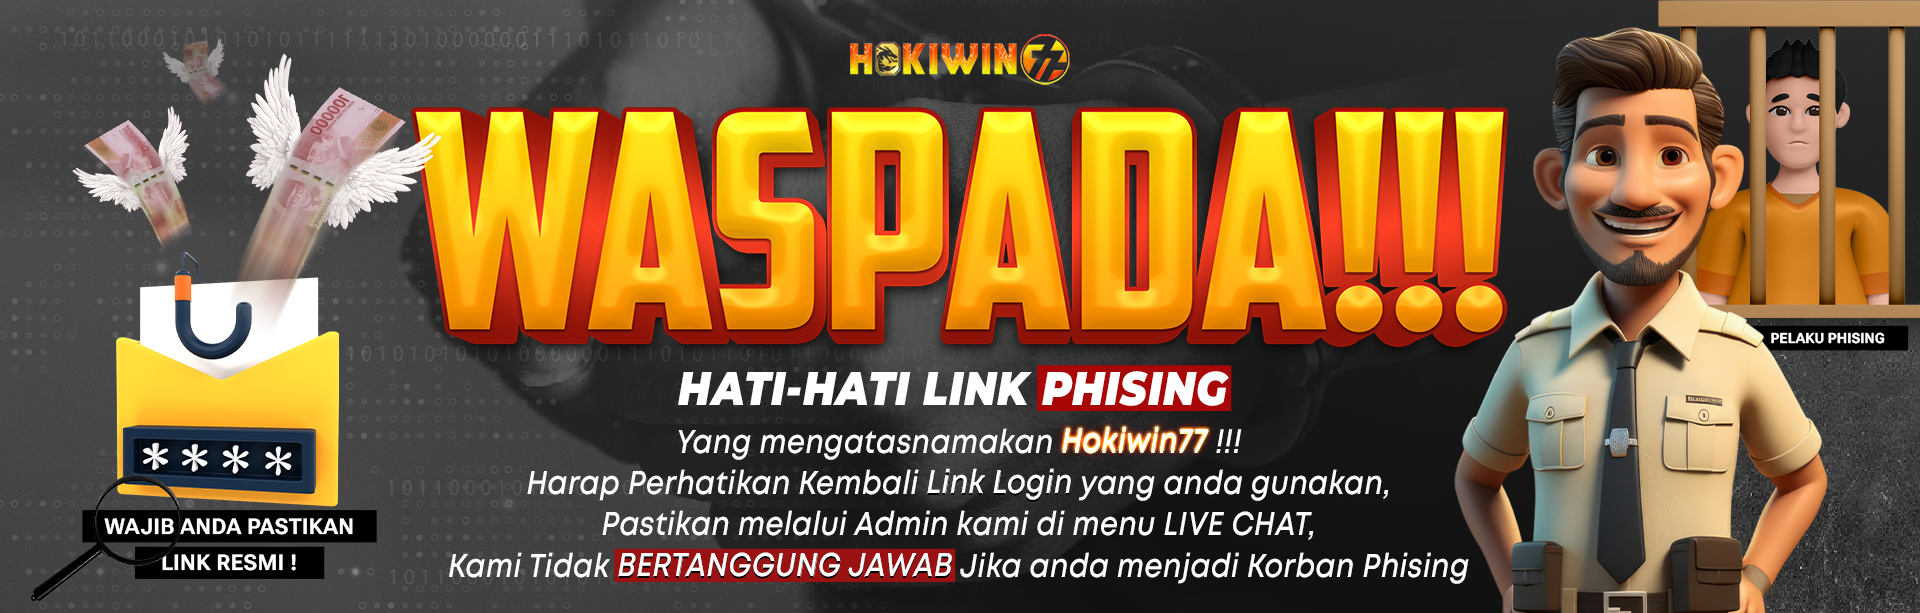 HOKIWIN77
WASPADA!!!
HATI-HATI LINK PHISING
Yang mengatasnamakan Hokiwin77 !!!
Harap Perhatikan Kembali Link Login yang anda gunakan,
Pastikan melalui Admin kami di menu LIVE CHAT,
Kami Tidak BERTANGGUNG JAWAB Jika anda menjadi Korban Phising
100000
* * * *
WAJIB ANDA PASTIKAN
LINK RESMI !
PELAKU PHISING